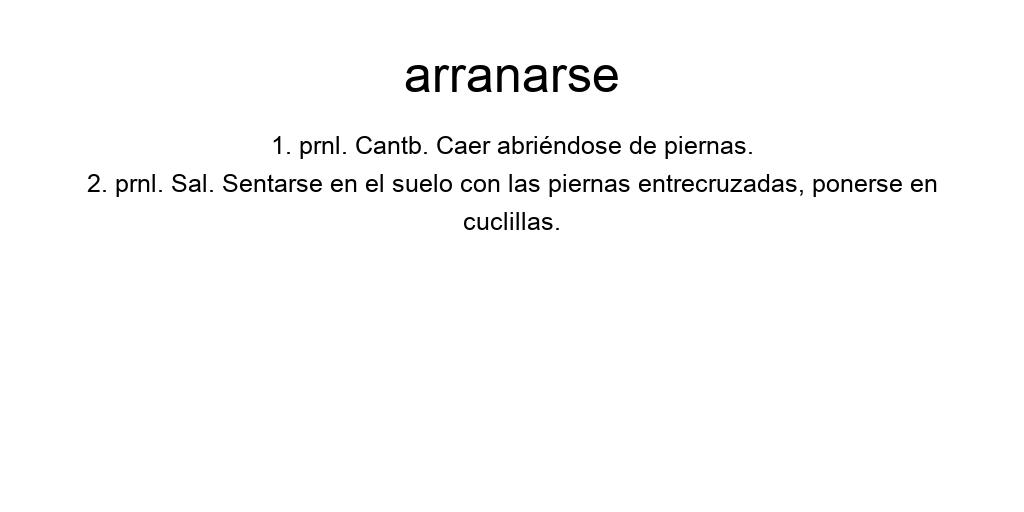 arranarse
1. prnl. Cantb. Caer abriéndose de piernas.
2. prnl. Sal. Sentarse en el suelo con las piernas entrecruzadas, ponerse en
cuclillas.